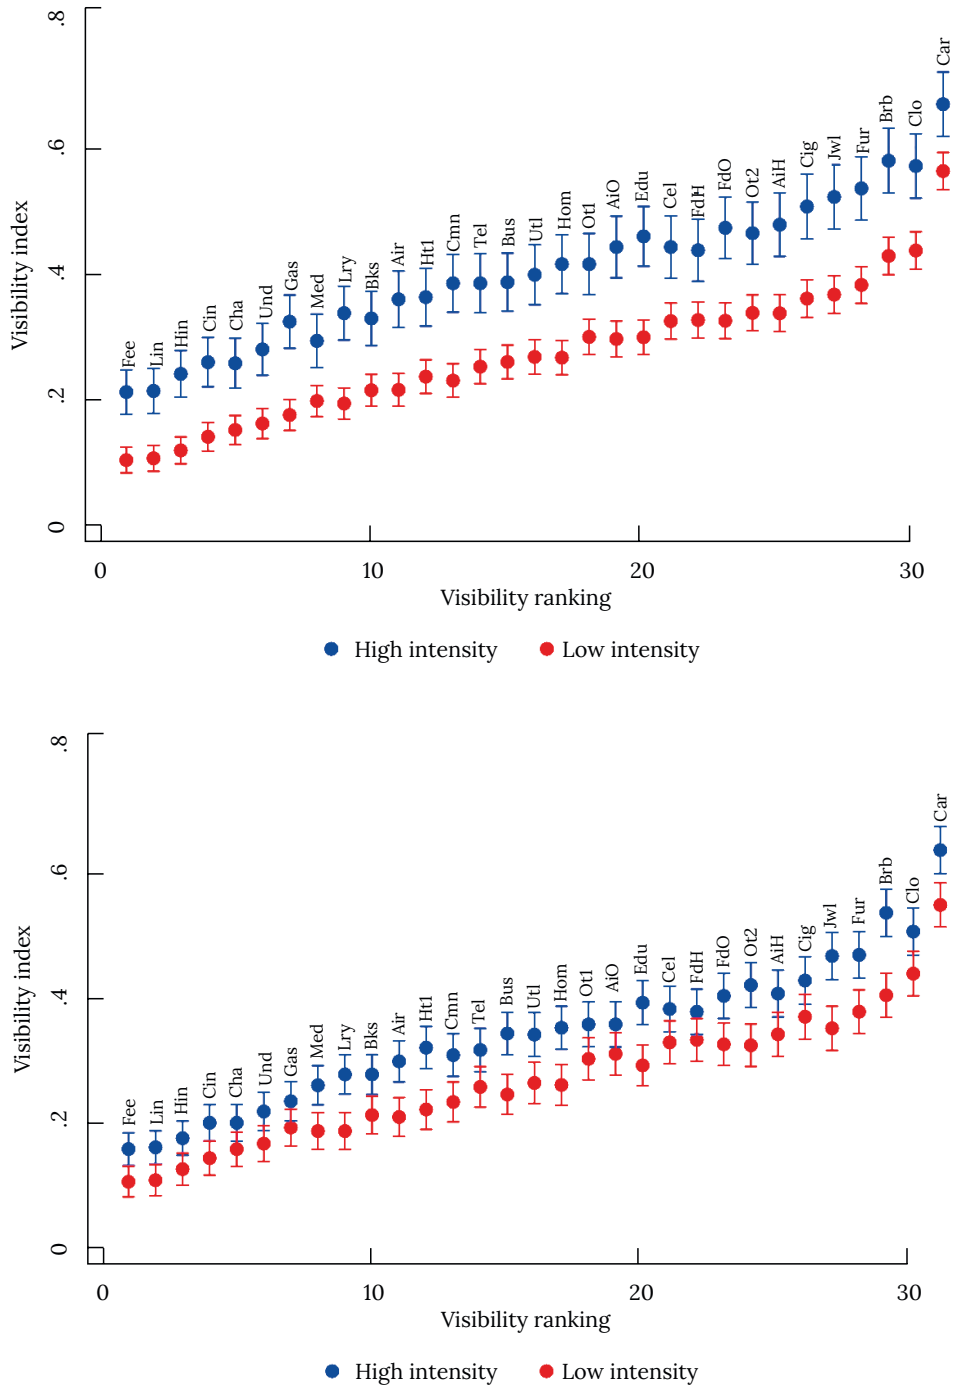 .8
.6
.4
.2
0
Visibility index
Fee
Lin
Hin
Cin
Cha
Und
Gas
Med
Lry
Bks
Air
Ht1
Cmn
Tel
Bus
Utl
Hom
Ot1
AiO
Edu
Cel
FdH
FdO
Ot2
AiH
Cig
Jwl
Fur
Brb
Clo
Car
0 10 20 30
Visibility ranking
High intensity Low intensity
.8
.6
.4
.2
0
Visibility index
Fee
Lin
Hin
Cin
Cha
Und
Gas
Med
Lry
Bks
Air
Ht1
Cmn
Tel
Bus
Utl
Hom
Ot1
AiO
Edu
Cel
FdH
FdO
Ot2
AiH
Cig
Jwl
Fur
Brb
Clo
Car
0 10 20 30
Visibility ranking
High intensity Low intensity